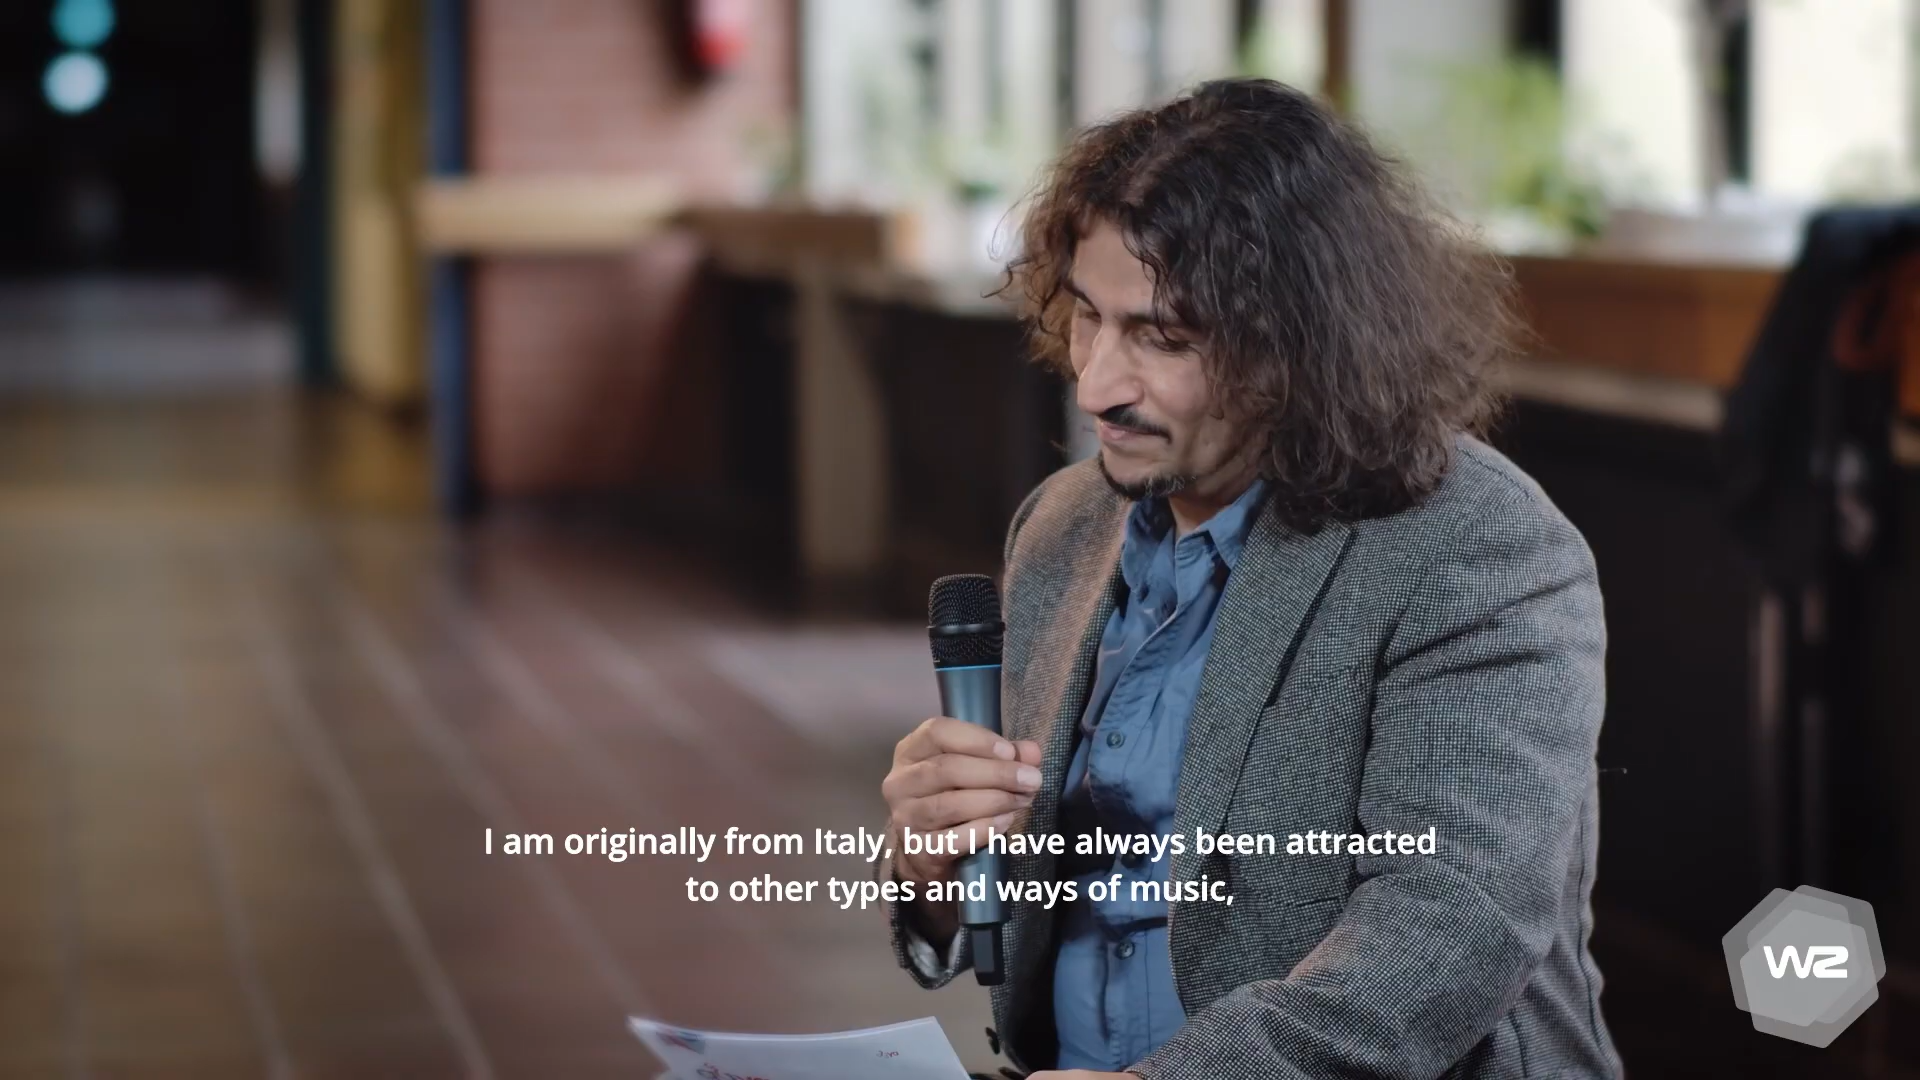 I am originally from Italy, but I have always been attracted
to other types and ways of music,
W2